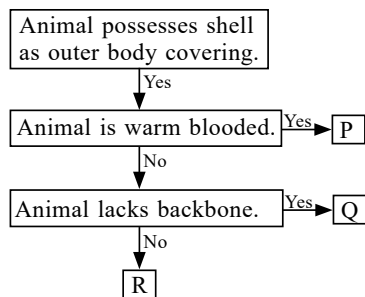 Animal possesses shell
as outer body covering.
Yes
Animal is warm blooded.
Yes
P
No
Animal lacks backbone.
Yes
Q
No
R